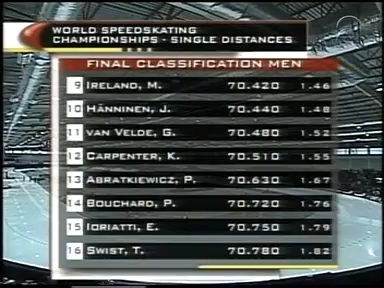 WORLD SPEEDSKATING
CHAMPIONSHIPS - SINGLE DISTANCES
FINAL CLASSIFICATION MEN
9 IRELAND, M. 70.420 1.46
10 HÄNNINEN, J. 70.440 1.48
11 VAN VELDE, G. 70.480 1.52
12 CARPENTER, K. 70.510 1.55
13 ABRATKIEWICZ, P. 70.630 1.67
14 BOUCHARD, P. 70.720 1.76
15 IORIATTI, E. 70.750 1.79
16 SWIST, T. 70.780 1.82